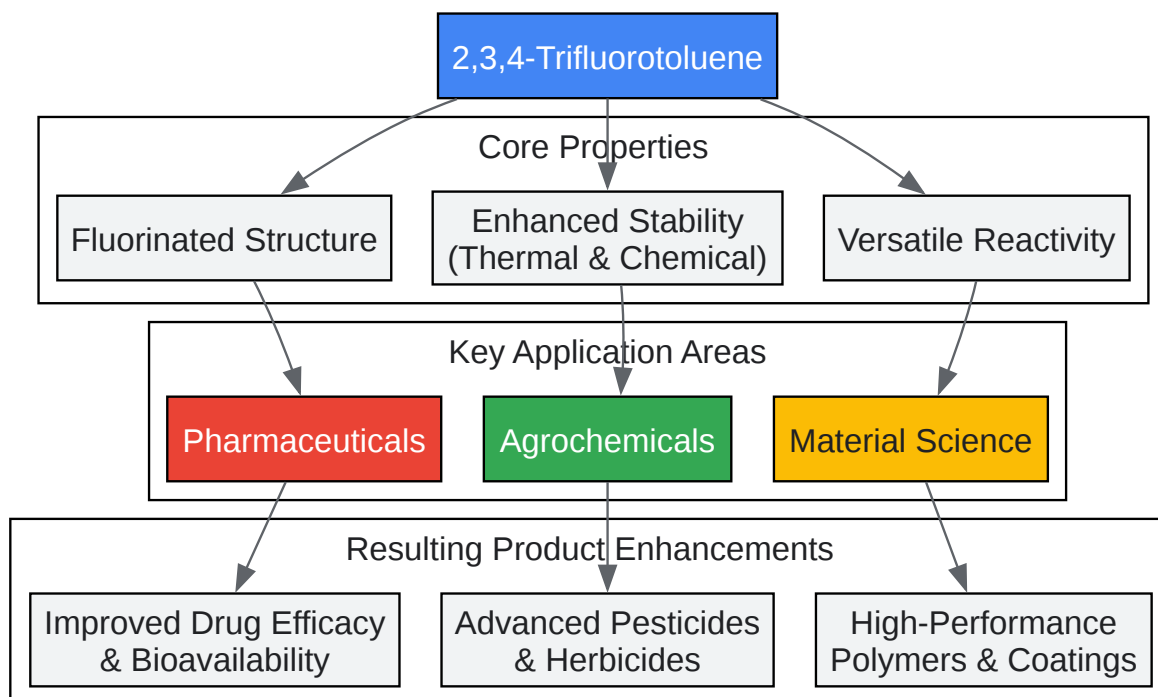 2,3,4-Trifluorotoluene
Core Properties
Fluorinated Structure
Enhanced Stability
(Thermal & Chemical)
Versatile Reactivity
Key Application Areas
Pharmaceuticals
Agrochemicals
Material Science
Resulting Product Enhancements
Improved Drug Efficacy
& Bioavailability
Advanced Pesticides
& Herbicides
High-Performance
Polymers & Coatings